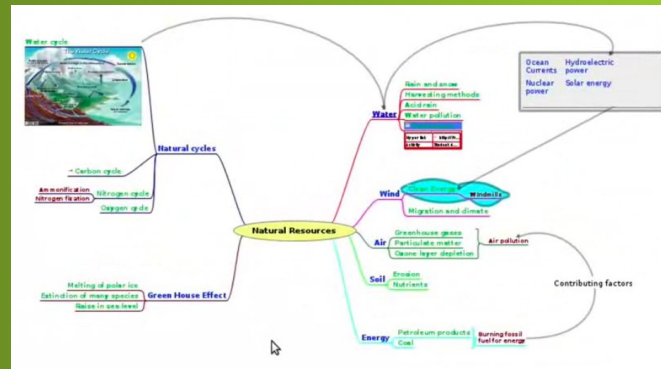 Water cycle
Natural cycles
Carbon cycle
Ammonification
Nitrogen fixation
Nitrogen cycle
Oxygen cycle
Melting of polar ice
Extinction of many species
Raise in sea level
Green House Effect
Natural Resources
Water
Rain and snow
Harvesting methods
Acid rain
Water pollution
Ocean Currents
Hydroelectric power
Nuclear power
Solar energy
Wind
Clean Energy
Windmills
Migration and climate
Air
Greenhouse gases
Particulate matter
Ozone layer depletion
Air pollution
Soil
Erosion
Nutrients
Contributing factors
Energy
Petroleum products
Coal
Burning fossil
fuel for energy